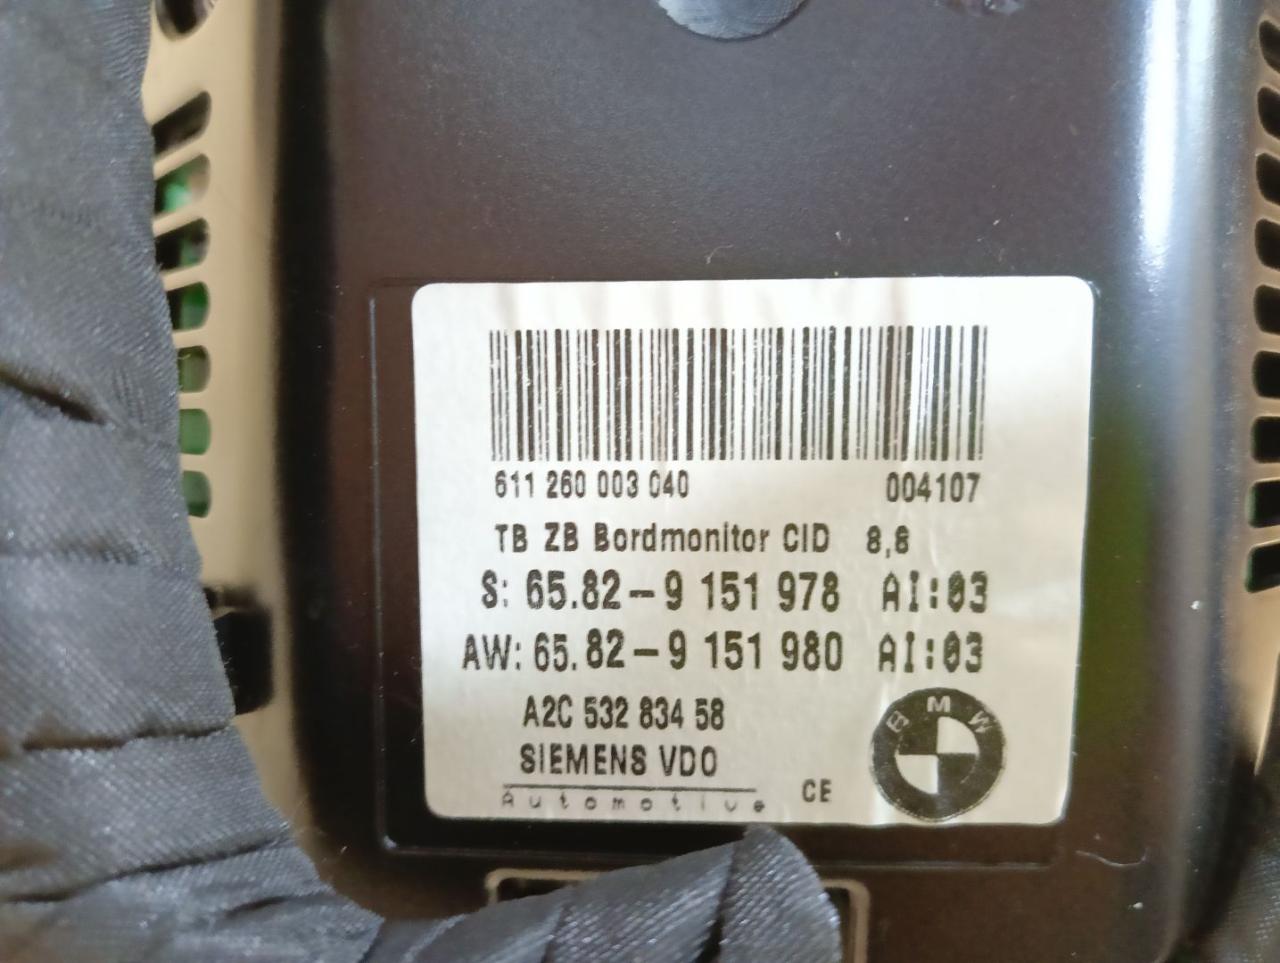 611 260 003 040 004107
TB ZB Bordmonitor CID 8,8
S: 65.82-9 151 978 AI:03
AW: 65.82-9 151 980 AI:03
A2C 532 834 58
SIEMENS VDO
Automotive
CE
BMW